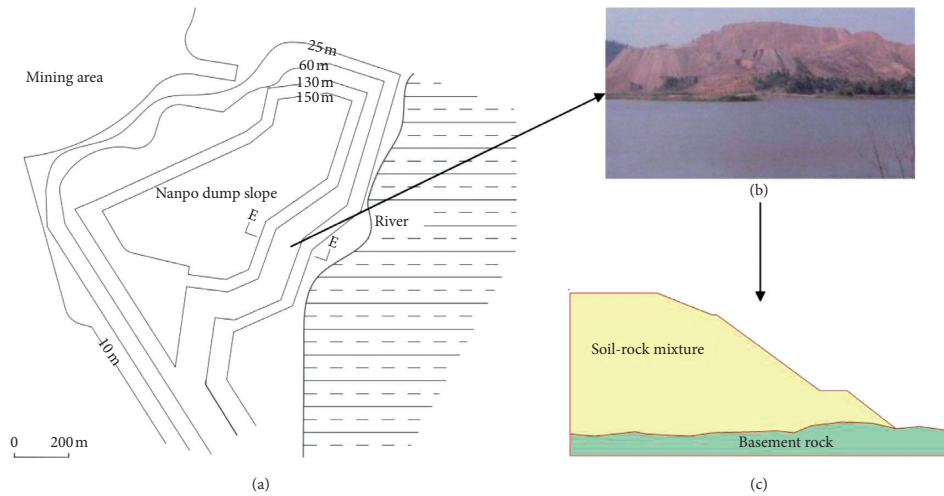 25 m
60 m
130 m
150 m
Mining area
Nanpo dump slope
E
E
River
10 m
0 200 m
(a)
(b)
Soil-rock mixture
Basement rock
(c)